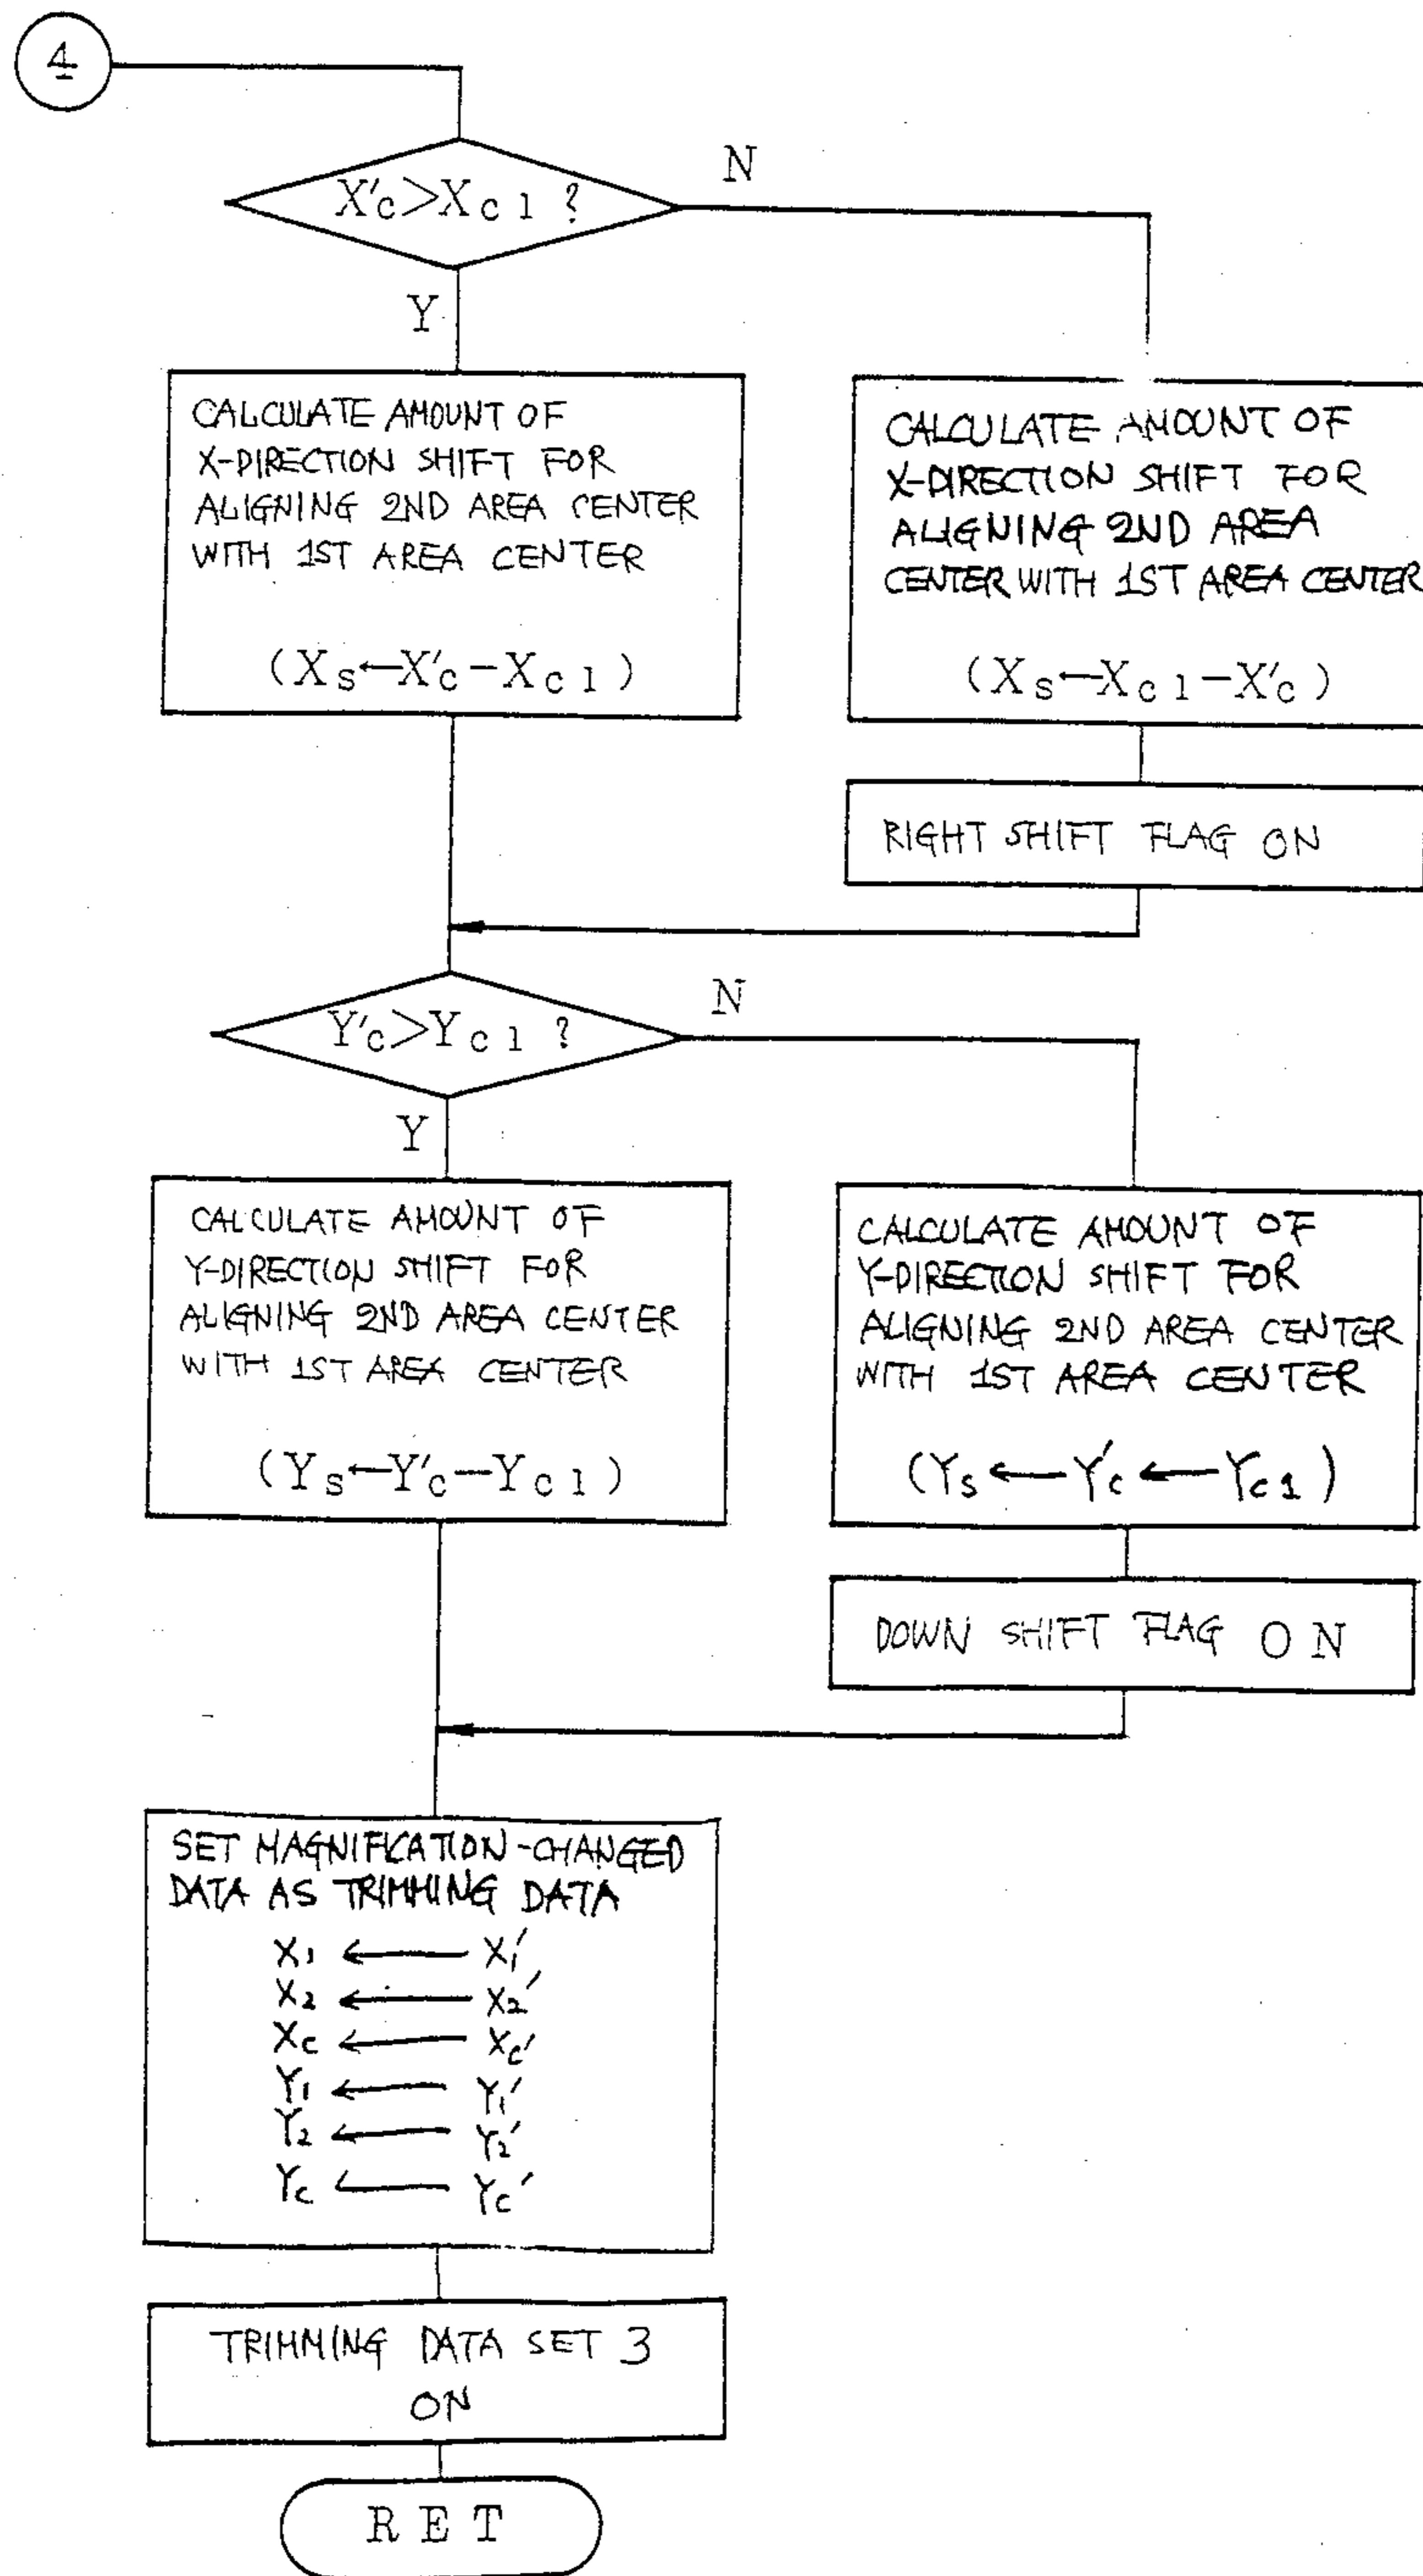 4
X'c>Xc1 ?
N
Y
CALCULATE AMOUNT OF
X-DIRECTION SHIFT FOR
ALIGNING 2ND AREA CENTER
WITH 1ST AREA CENTER
(Xs←X'c-Xc1)
CALCULATE AMOUNT OF
X-DIRECTION SHIFT FOR
ALIGNING 2ND AREA
CENTER WITH 1ST AREA CENTER
(Xs←Xc1-X'c)
RIGHT SHIFT FLAG ON
Y'c>Yc1 ?
N
Y
CALCULATE AMOUNT OF
Y-DIRECTION SHIFT FOR
ALIGNING 2ND AREA CENTER
WITH 1ST AREA CENTER
(Ys←Y'c-Yc1)
CALCULATE AMOUNT OF
Y-DIRECTION SHIFT FOR
ALIGNING 2ND AREA CENTER
WITH 1ST AREA CENTER
(Ys ← Y'c ← Yc1)
DOWN SHIFT FLAG ON
SET MAGNIFICATION-CHANGED
DATA AS TRIMMING DATA
X1 ← X1'
X2 ← X2'
Xc ← Xc'
Y1 ← Y1'
Y2 ← Y2'
Yc ← Yc'
TRIMMING DATA SET 3
ON
RET